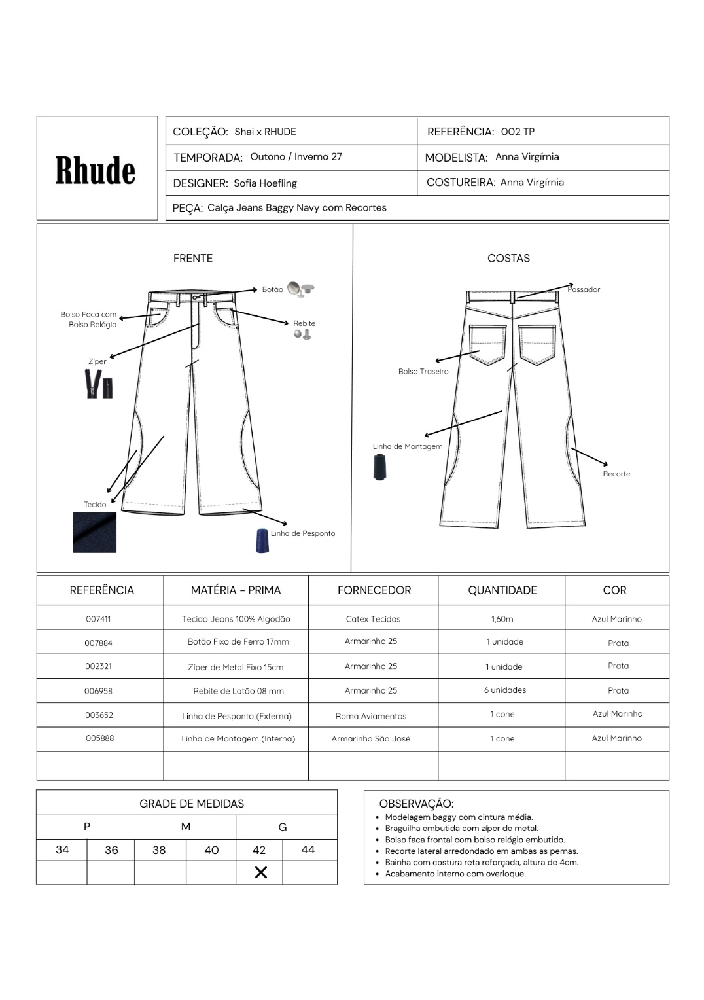 Rhude
COLEÇÃO: Shai x RHUDE
REFERÊNCIA: 002 TP
TEMPORADA: Outono / Inverno 27
MODELISTA: Anna Virgírnia
DESIGNER: Sofia Hoefling
COSTUREIRA: Anna Virgírnia
PEÇA: Calça Jeans Baggy Navy com Recortes
FRENTE
Botão
Bolso Faca com
Bolso Relógio
Rebite
Zíper
Tecido
Linha de Pesponto
COSTAS
Passador
Bolso Traseiro
Linha de Montagem
Recorte
REFERÊNCIA MATÉRIA - PRIMA FORNECEDOR QUANTIDADE COR
007411 Tecido Jeans 100% Algodão Catex Tecidos 1,60m Azul Marinho
007884 Botão Fixo de Ferro 17mm Armarinho 25 1 unidade Prata
002321 Zíper de Metal Fixo 15cm Armarinho 25 1 unidade Prata
006958 Rebite de Latão 08 mm Armarinho 25 6 unidades Prata
003652 Linha de Pesponto (Externa) Roma Aviamentos 1 cone Azul Marinho
005888 Linha de Montagem (Interna) Armarinho São José 1 cone Azul Marinho
GRADE DE MEDIDAS
P M G
34 36 38 40 42 44
X
OBSERVAÇÃO:
• Modelagem baggy com cintura média.
• Braguilha embutida com zíper de metal.
• Bolso faca frontal com bolso relógio embutido.
• Recorte lateral arredondado em ambas as pernas.
• Bainha com costura reta reforçada, altura de 4cm.
• Acabamento interno com overloque.